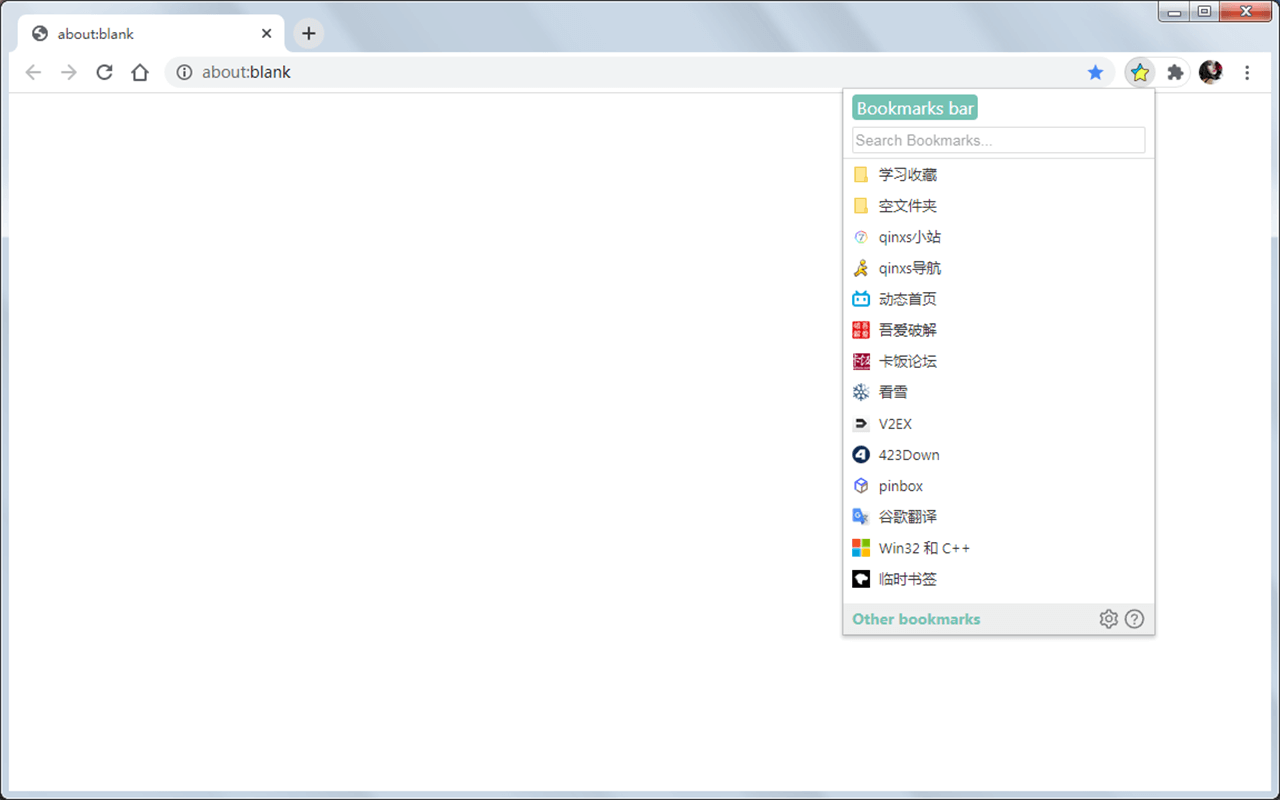 about:blank
about:blank
Bookmarks bar
Search Bookmarks...
学习收藏
空文件夹
qinxs小站
qinxs导航
动态首页
吾爱破解
卡饭论坛
看雪
V2EX
423Down
pinbox
谷歌翻译
Win32 和 C++
临时书签
Other bookmarks